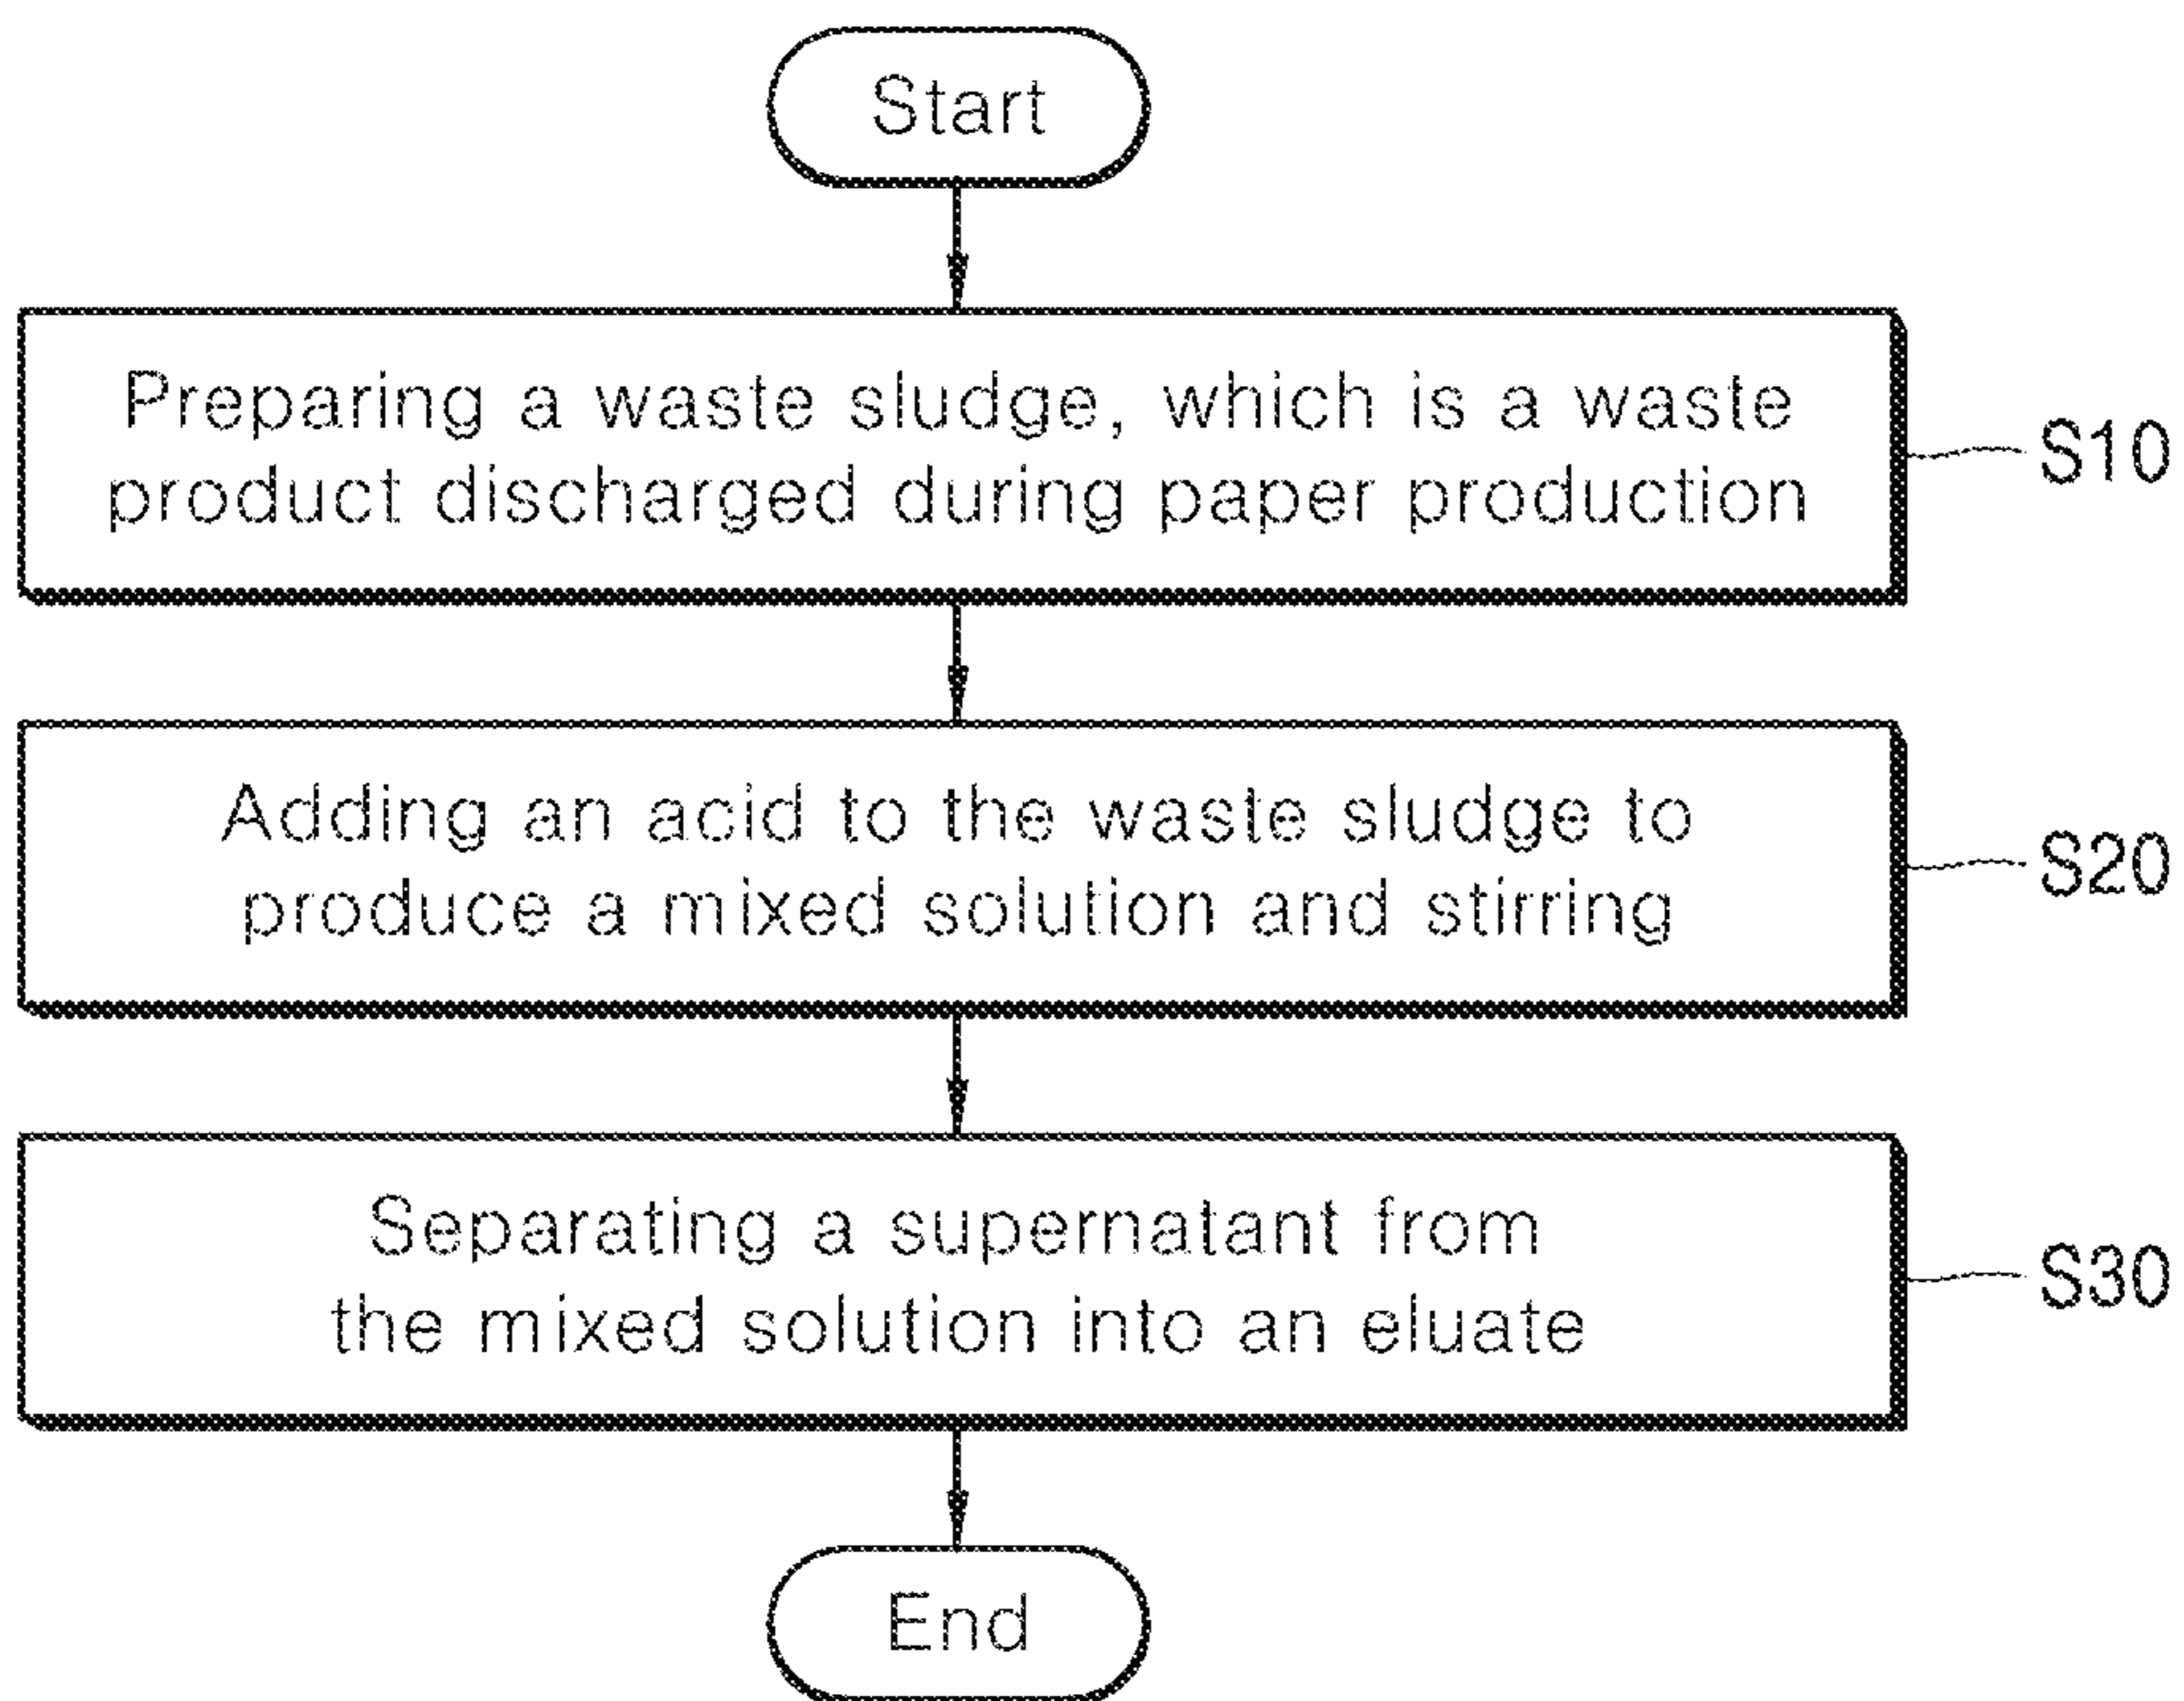 Start
Preparing a waste sludge, which is a waste
product discharged during paper production
S10
Adding an acid to the waste sludge to
produce a mixed solution and stirring
S20
Separating a supernatant from
the mixed solution into an eluate
S30
End